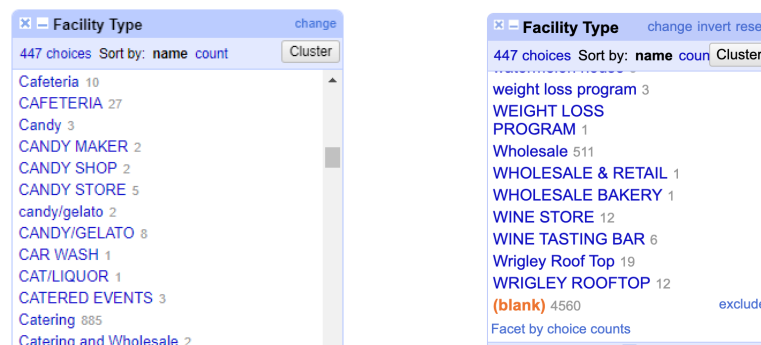 Facility Type change
447 choices Sort by: name count Cluster
Cafeteria 10
CAFETERIA 27
Candy 3
CANDY MAKER 2
CANDY SHOP 2
CANDY STORE 5
candy/gelato 2
CANDY/GELATO 8
CAR WASH 1
CAT/LIQUOR 1
CATERED EVENTS 3
Catering 885
Catering and Wholesale 2
Facility Type change invert rese
447 choices Sort by: name coun Cluster
weight loss program 3
WEIGHT LOSS
PROGRAM 1
Wholesale 511
WHOLESALE & RETAIL 1
WHOLESALE BAKERY 1
WINE STORE 12
WINE TASTING BAR 6
Wrigley Roof Top 19
WRIGLEY ROOFTOP 12
(blank) 4560 exclude
Facet by choice counts